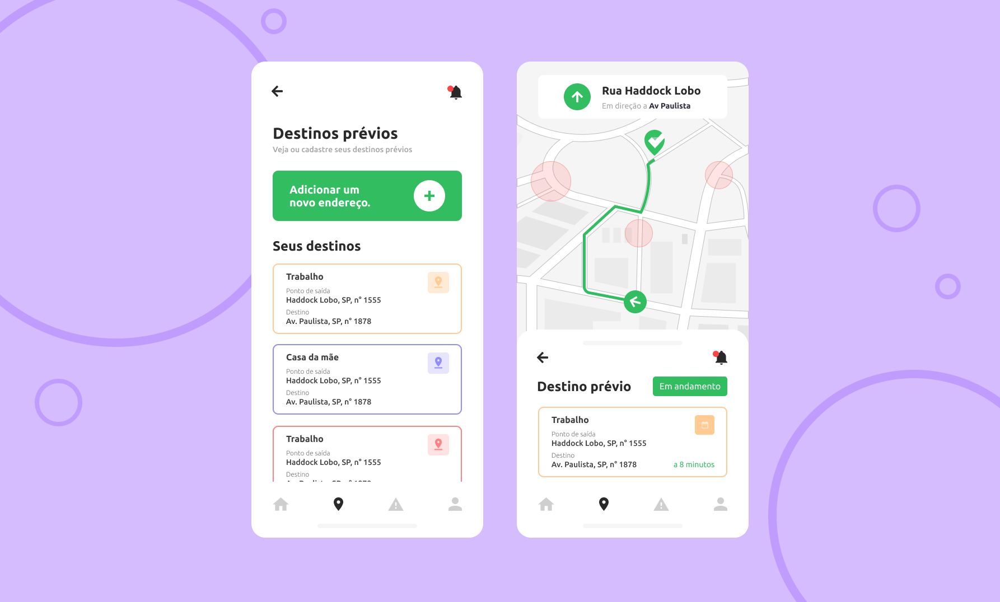 Destinos prévios
Veja ou cadastre seus destinos prévios
Adicionar um
novo endereço.
Seus destinos
Trabalho
Ponto de saída
Haddock Lobo, SP, n° 1555
Destino
Av. Paulista, SP, n° 1878
Casa da mãe
Ponto de saída
Haddock Lobo, SP, n° 1555
Destino
Av. Paulista, SP, n° 1878
Trabalho
Ponto de saída
Haddock Lobo, SP, n° 1555
Destino
Rua Haddock Lobo
Em direção a Av Paulista
Destino prévio
Em andamento
Trabalho
Ponto de saída
Haddock Lobo, SP, n° 1555
Destino
Av. Paulista, SP, n° 1878
a 8 minutos